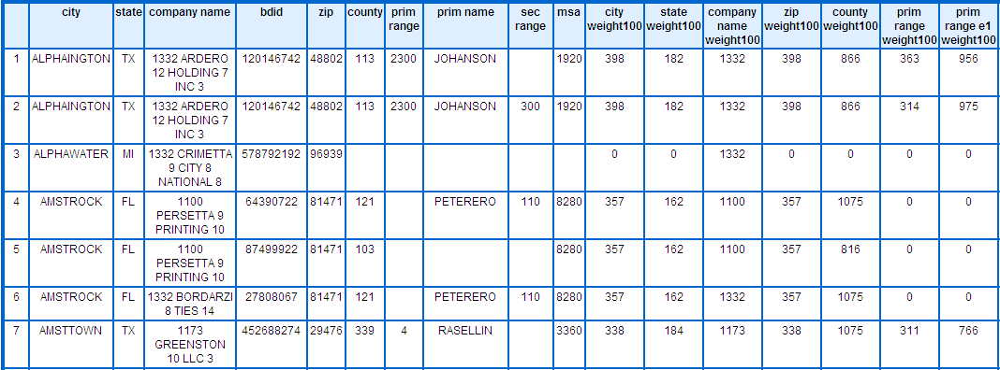 city state company name bdid zip county prim range prim name sec range msa city weight100 state weight100 company name weight100 zip weight100 county weight100 prim range weight100 prim range e1 weight100
1 ALPHAINGTON TX 1332 ARDERO 12 HOLDING 7 INC 3 120146742 48802 113 2300 JOHANSON 1920 398 182 1332 398 866 363 956
2 ALPHAINGTON TX 1332 ARDERO 12 HOLDING 7 INC 3 120146742 48802 113 2300 JOHANSON 300 1920 398 182 1332 398 866 314 975
3 ALPHAWATER MI 1332 CRIMETTA 9 CITY 8 NATIONAL 8 578792192 96939 0 0 1332 0 0 0 0
4 AMSTROCK FL 1100 PERSETTA 9 PRINTING 10 64390722 81471 121 PETERERO 110 8280 357 162 1100 357 1075 0 0
5 AMSTROCK FL 1100 PERSETTA 9 PRINTING 10 87499922 81471 103 8280 357 162 1100 357 816 0 0
6 AMSTROCK FL 1332 BORDARZI 8 TIES 14 27808067 81471 121 PETERERO 110 8280 357 162 1332 357 1075 0 0
7 AMSTTOWN TX 1173 GREENSTON 10 LLC 3 452688274 29476 339 4 RASELLIN 3360 338 184 1173 338 1075 311 766